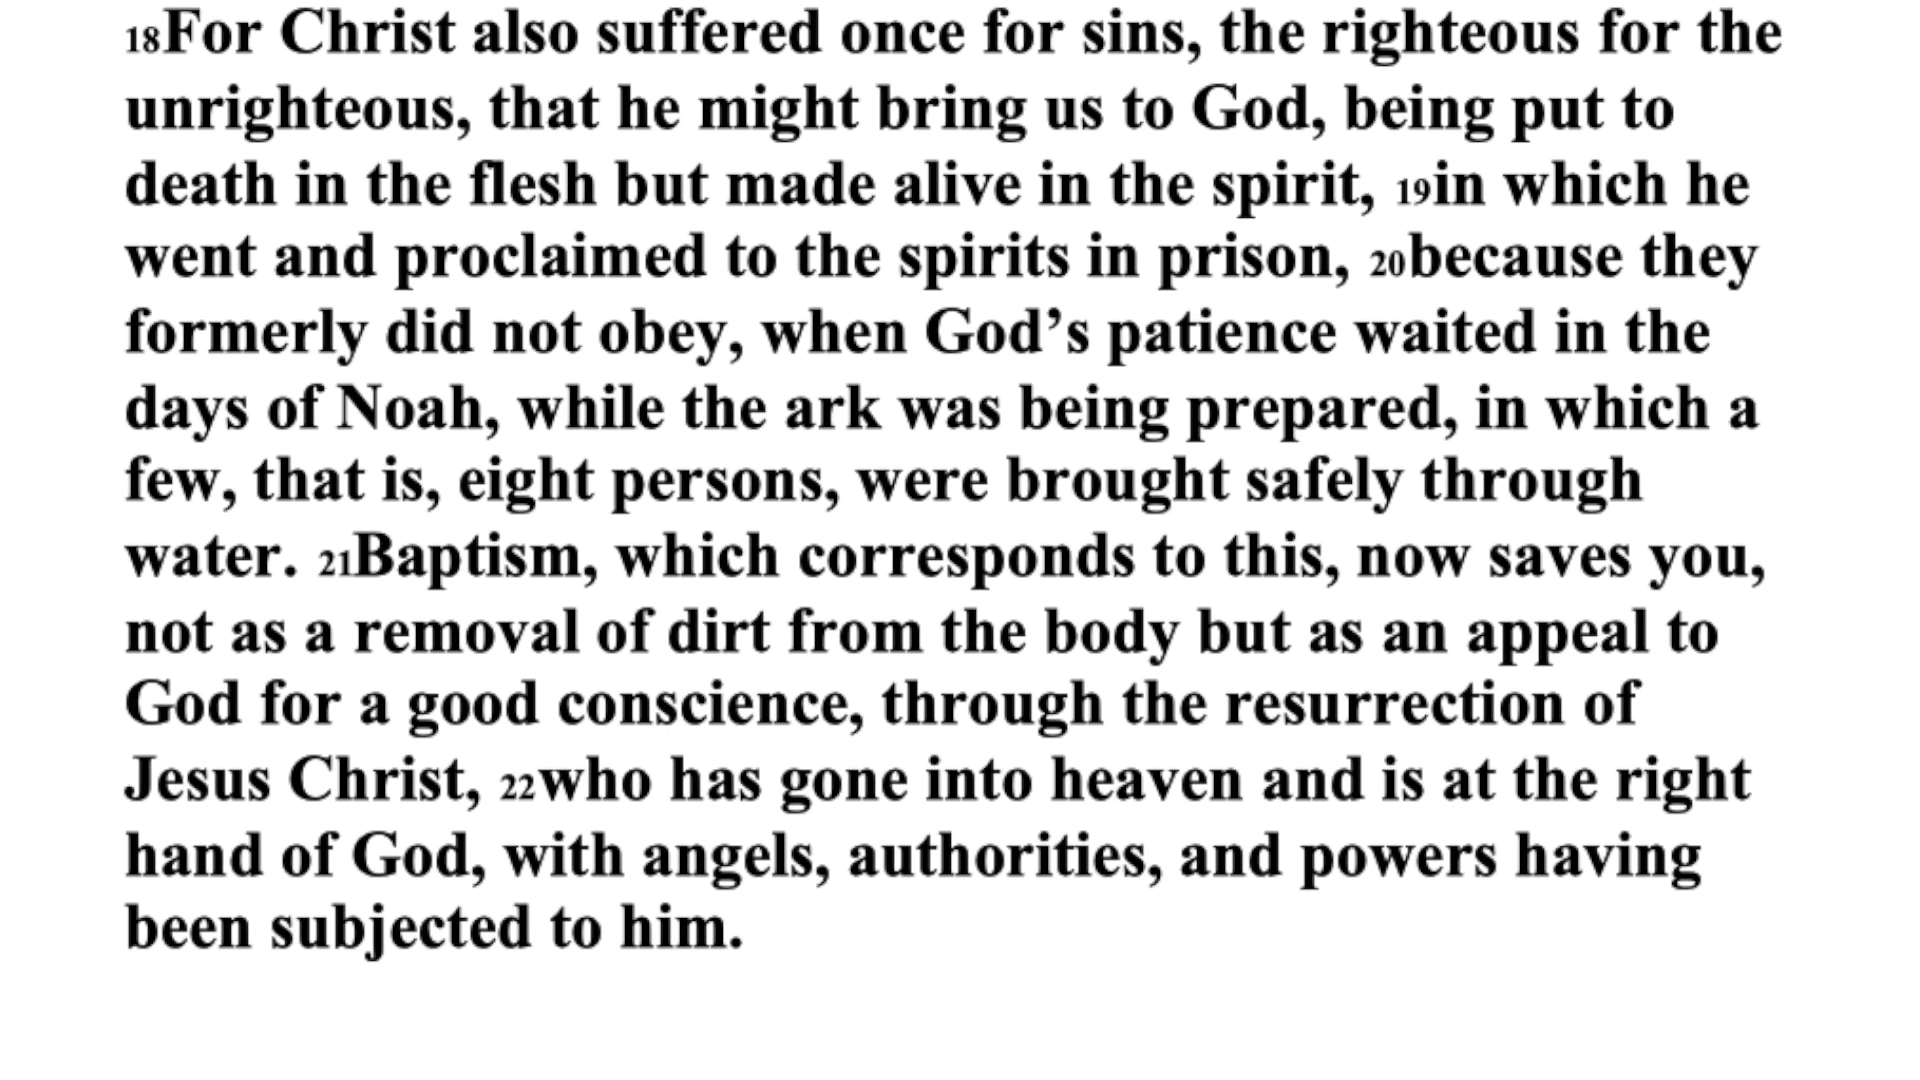 18For Christ also suffered once for sins, the righteous for the
unrighteous, that he might bring us to God, being put to
death in the flesh but made alive in the spirit, 19in which he
went and proclaimed to the spirits in prison, 20because they
formerly did not obey, when God’s patience waited in the
days of Noah, while the ark was being prepared, in which a
few, that is, eight persons, were brought safely through
water. 21Baptism, which corresponds to this, now saves you,
not as a removal of dirt from the body but as an appeal to
God for a good conscience, through the resurrection of
Jesus Christ, 22who has gone into heaven and is at the right
hand of God, with angels, authorities, and powers having
been subjected to him.